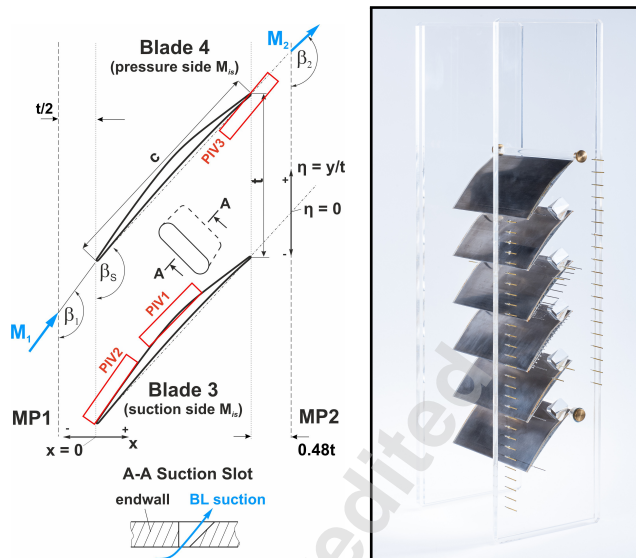 M₂
Blade 4
(pressure side Mᵢₛ)
β₂
t/2
c
PIV3
t
+
η = y/t
η = 0
-
A
A
βS
M₁
β₁
PIV1
PIV2
Blade 3
(suction side Mᵢₛ)
MP1
MP2
- +
x = 0
x
0.48t
A-A Suction Slot
endwall
BL suction
edited